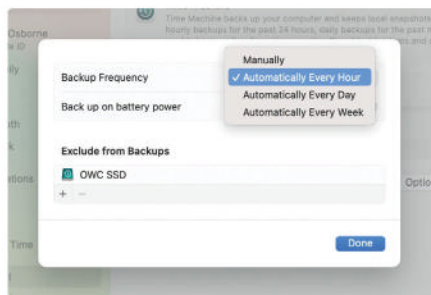 Time Machine backs up your computer and keeps local snapshots
hourly backups for the past 24 hours, daily backups for the past m
Osborne
Manually
Backup Frequency
✓ Automatically Every Hour
Back up on battery power
Automatically Every Day
Automatically Every Week
Exclude from Backups
OWC SSD
+ −
Optio
Time
Done